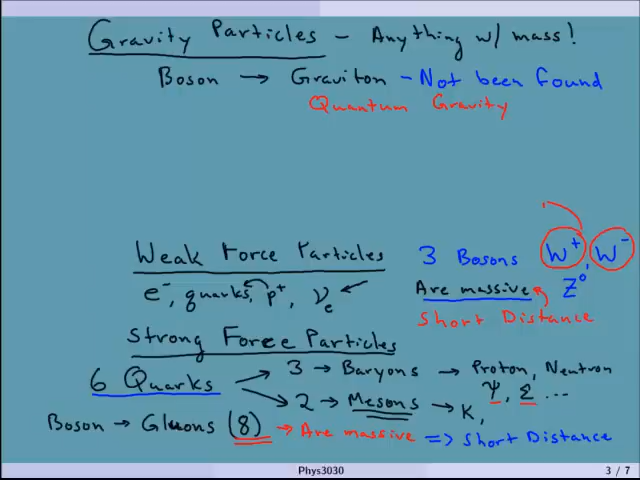 Gravity Particles - Anything w/ mass!
Boson → Graviton - Not been found
Quantum Gravity
Weak Force Particles 3 Bosons W+, W-
e-, quarks, p+, νe Are massive Z0
Short Distance
Strong Force Particles
6 Quarks → 3 → Baryons → Proton, Neutron
→ 2 → Mesons → K, Ψ, Σ ...
Boson → Gluons (8) → Are massive => Short Distance
Phys3030 3 / 7